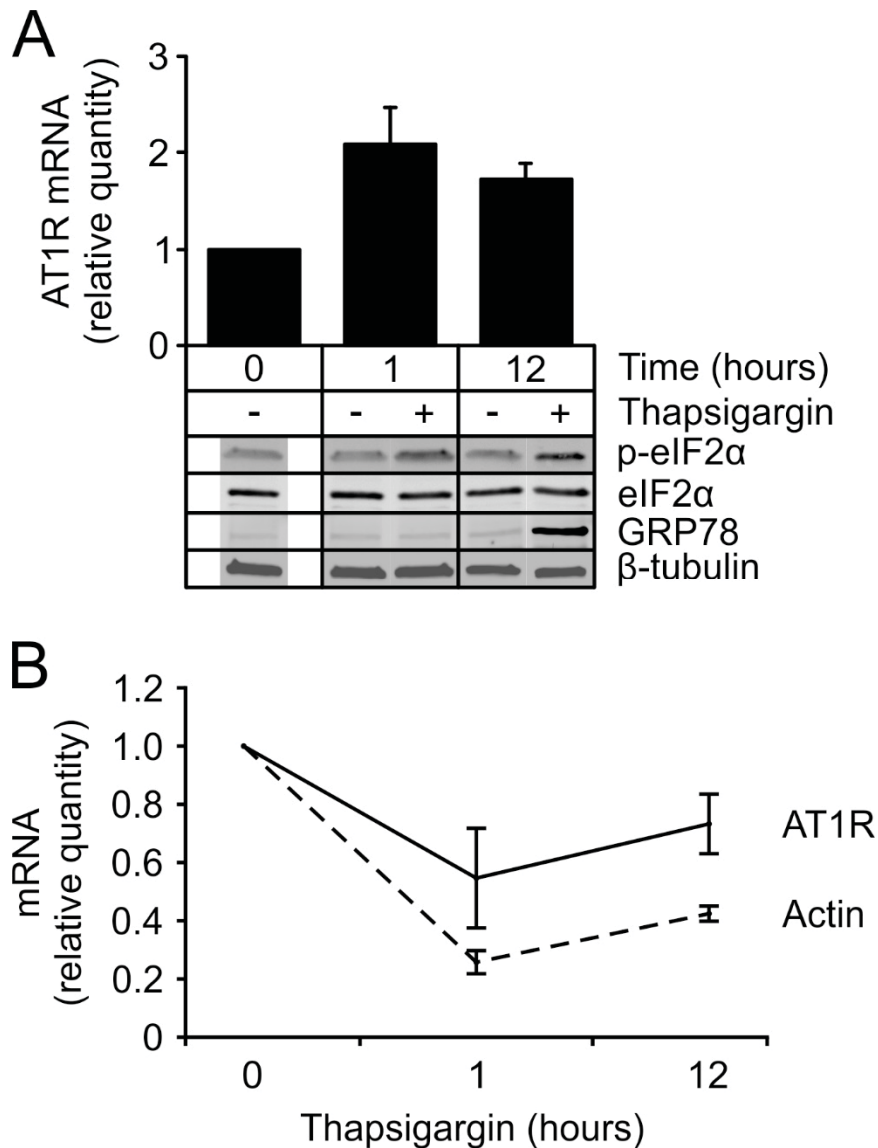 A
AT1R mRNA
(relative quantity)
3
2
1
0
0 1 12 Time (hours)
- - + - + Thapsigargin
p-eIF2α
eIF2α
GRP78
β-tubulin
B
mRNA
(relative quantity)
1.2
1.0
0.8
0.6
0.4
0.2
0
AT1R
Actin
0 1 12
Thapsigargin (hours)